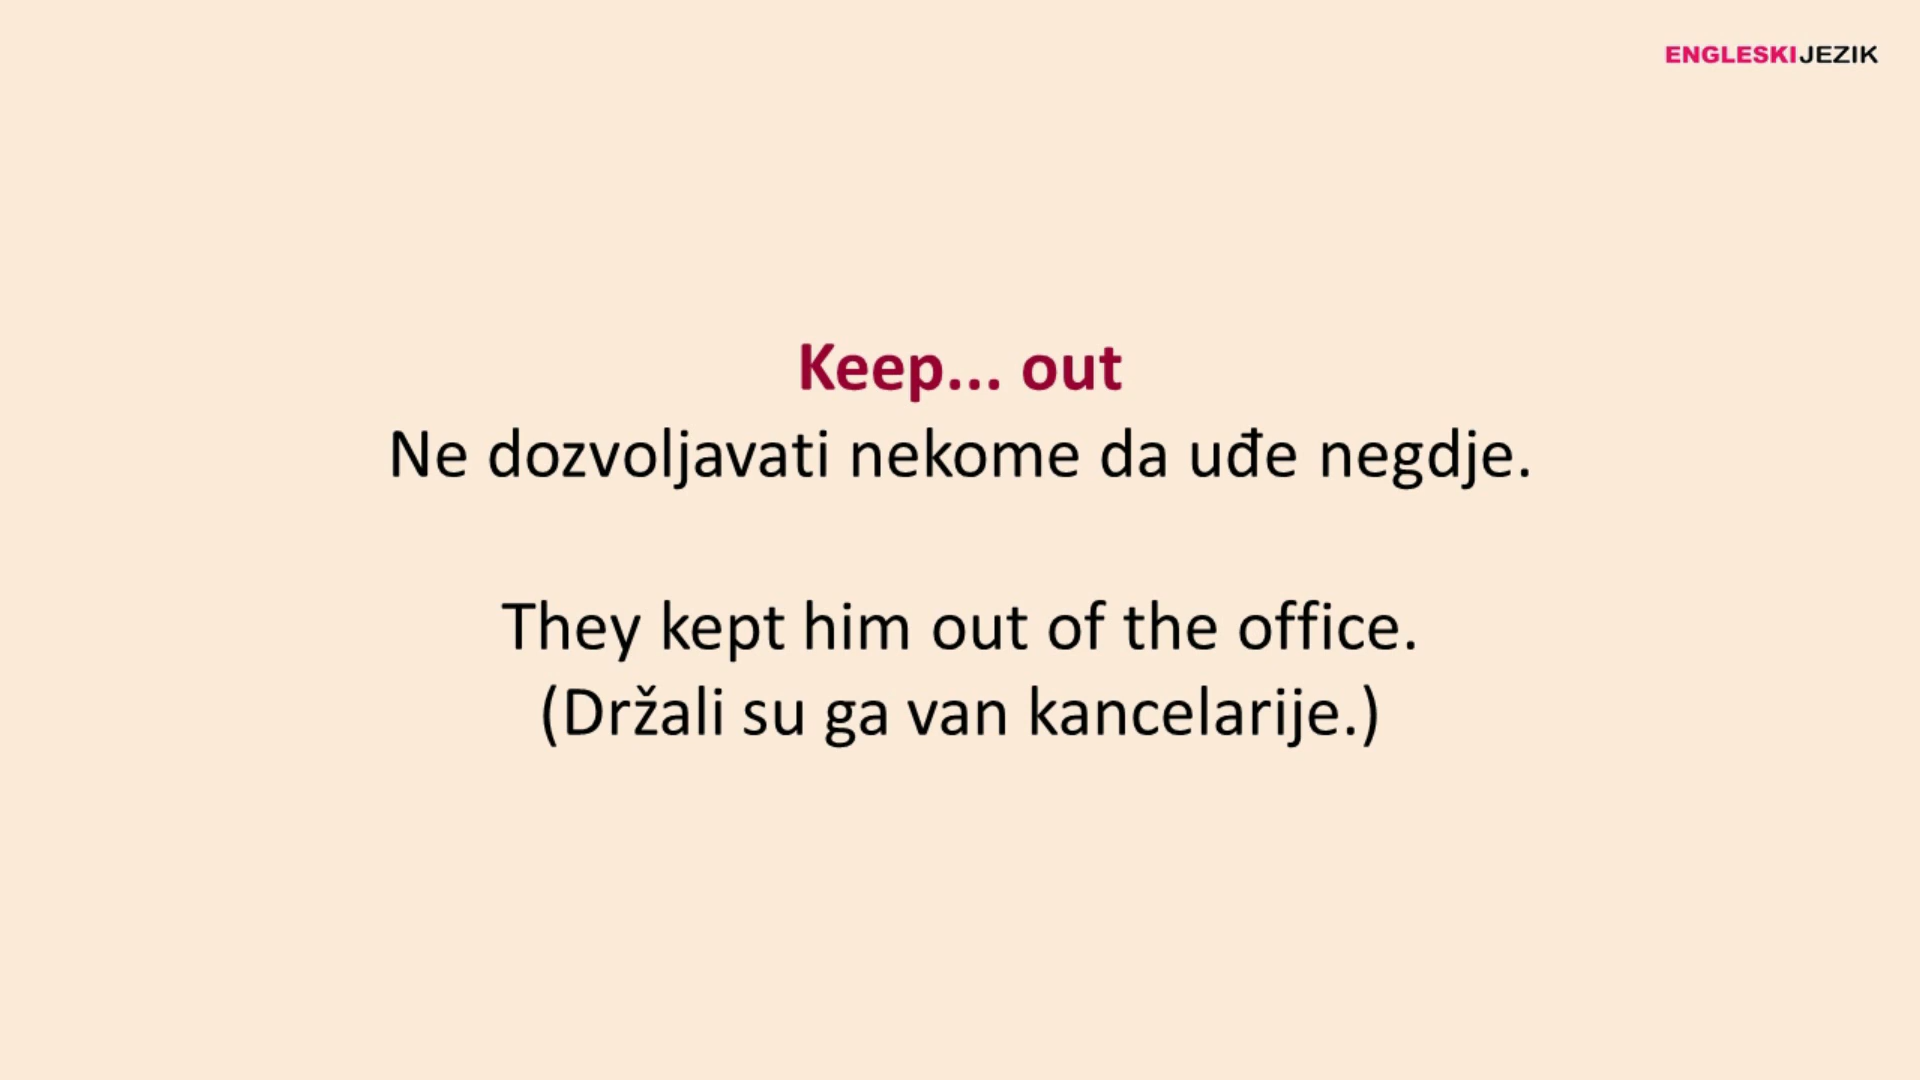 ENGLESKIJEZIK
Keep... out
Ne dozvoljavati nekome da uđe negdje.
They kept him out of the office.
(Držali su ga van kancelarije.)